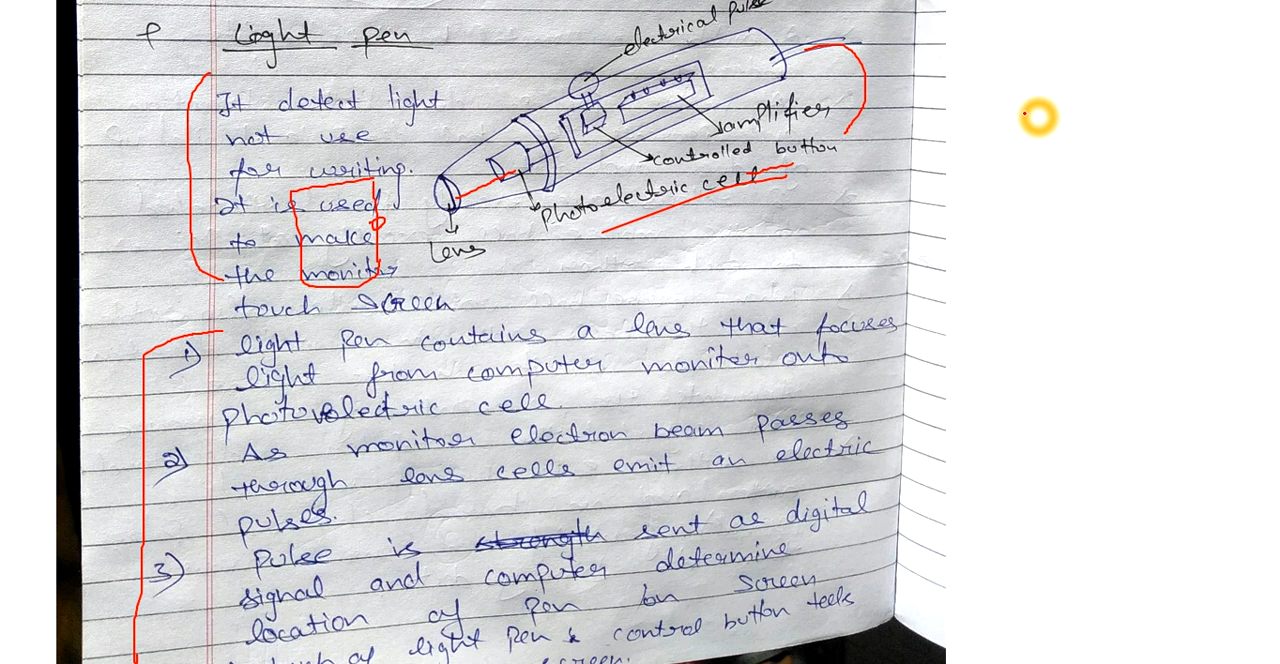 Light pen
electrical pulse
It detect light
not use
for writing.
It is used
to make
the monitor
touch screen
amplifier
controlled button
photoelectric cell
lens
1) light pen contains a lens that focuses
light from computer moniter onto
photoelectric cell.
2) As monitor electron beam passes
through lens cells emit an electric
pulses.
3) pulse is strength sent as digital
signal and computer determine
location of pen on screen
of light pen & control button tells
screen.